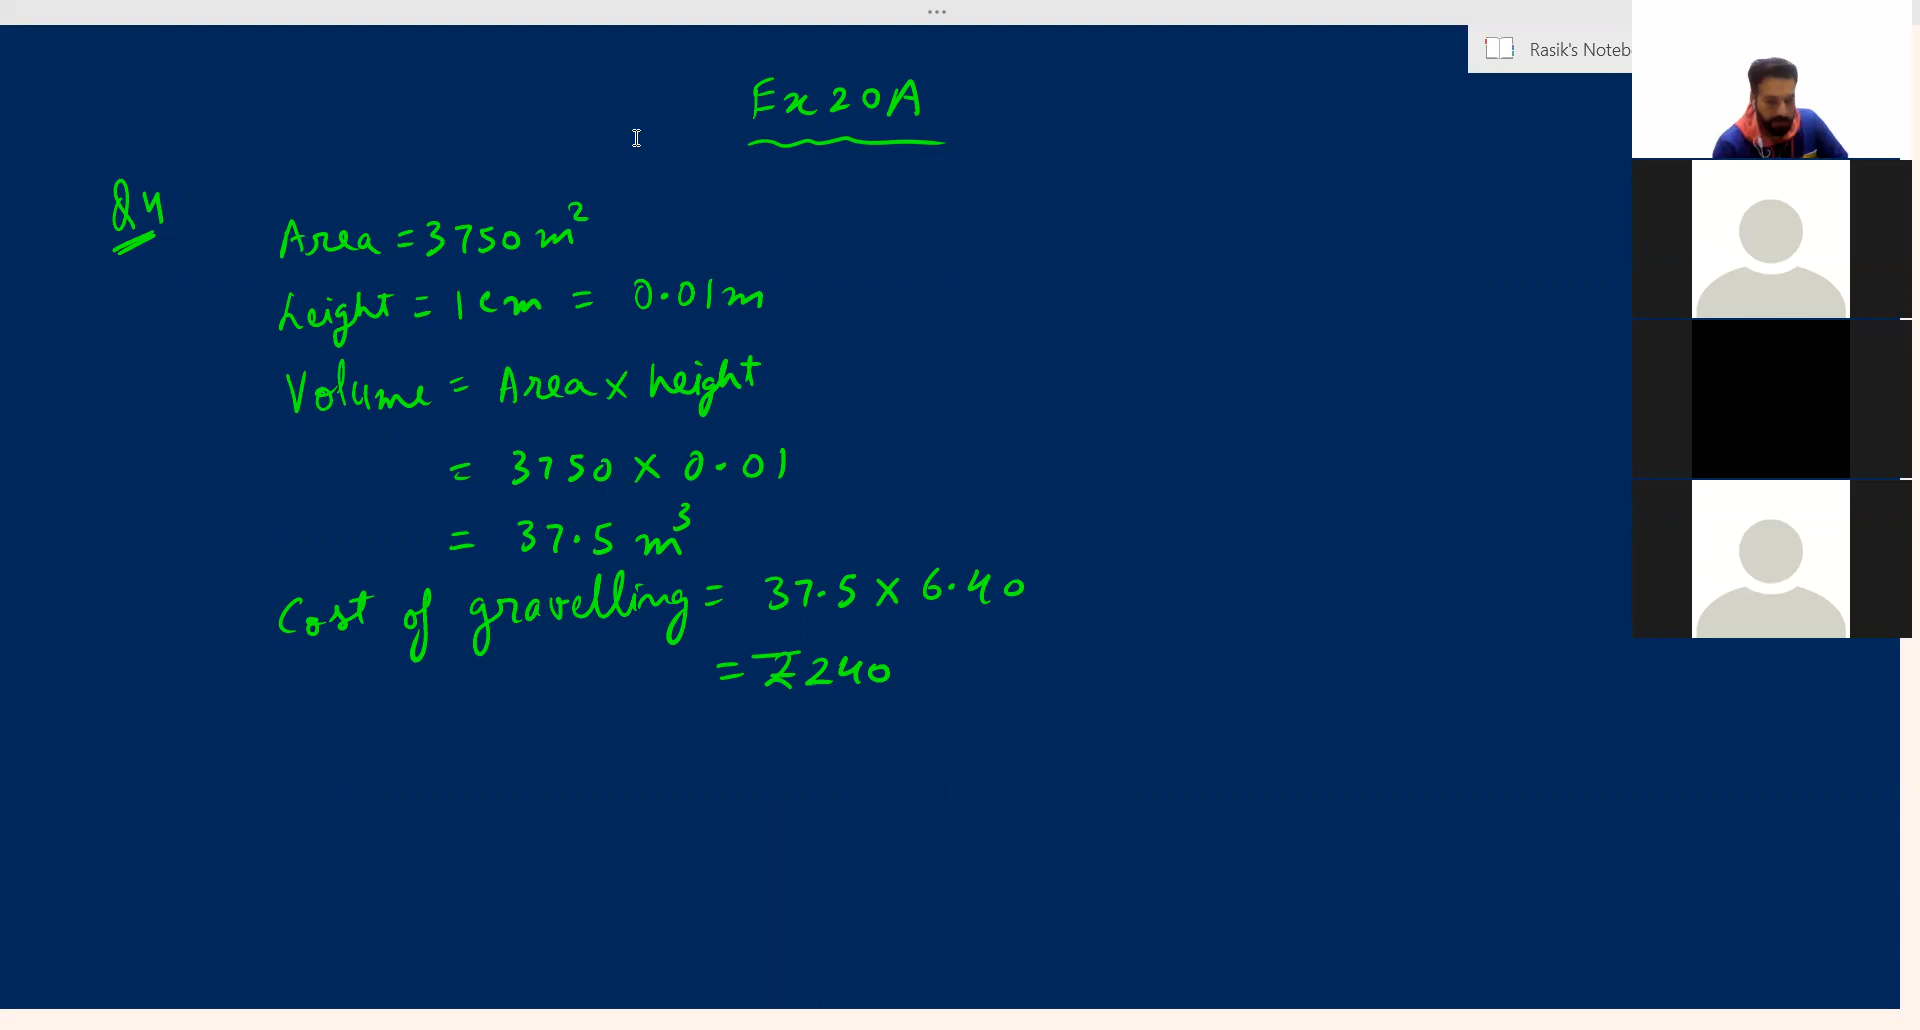 Rasik's Noteb
Ex 20A
Q4
Area = 3750 m²
height = 1 cm = 0.01 m
Volume = Area × height
= 3750 × 0.01
= 37.5 m³
Cost of gravelling = 37.5 × 6.40
= ₹240